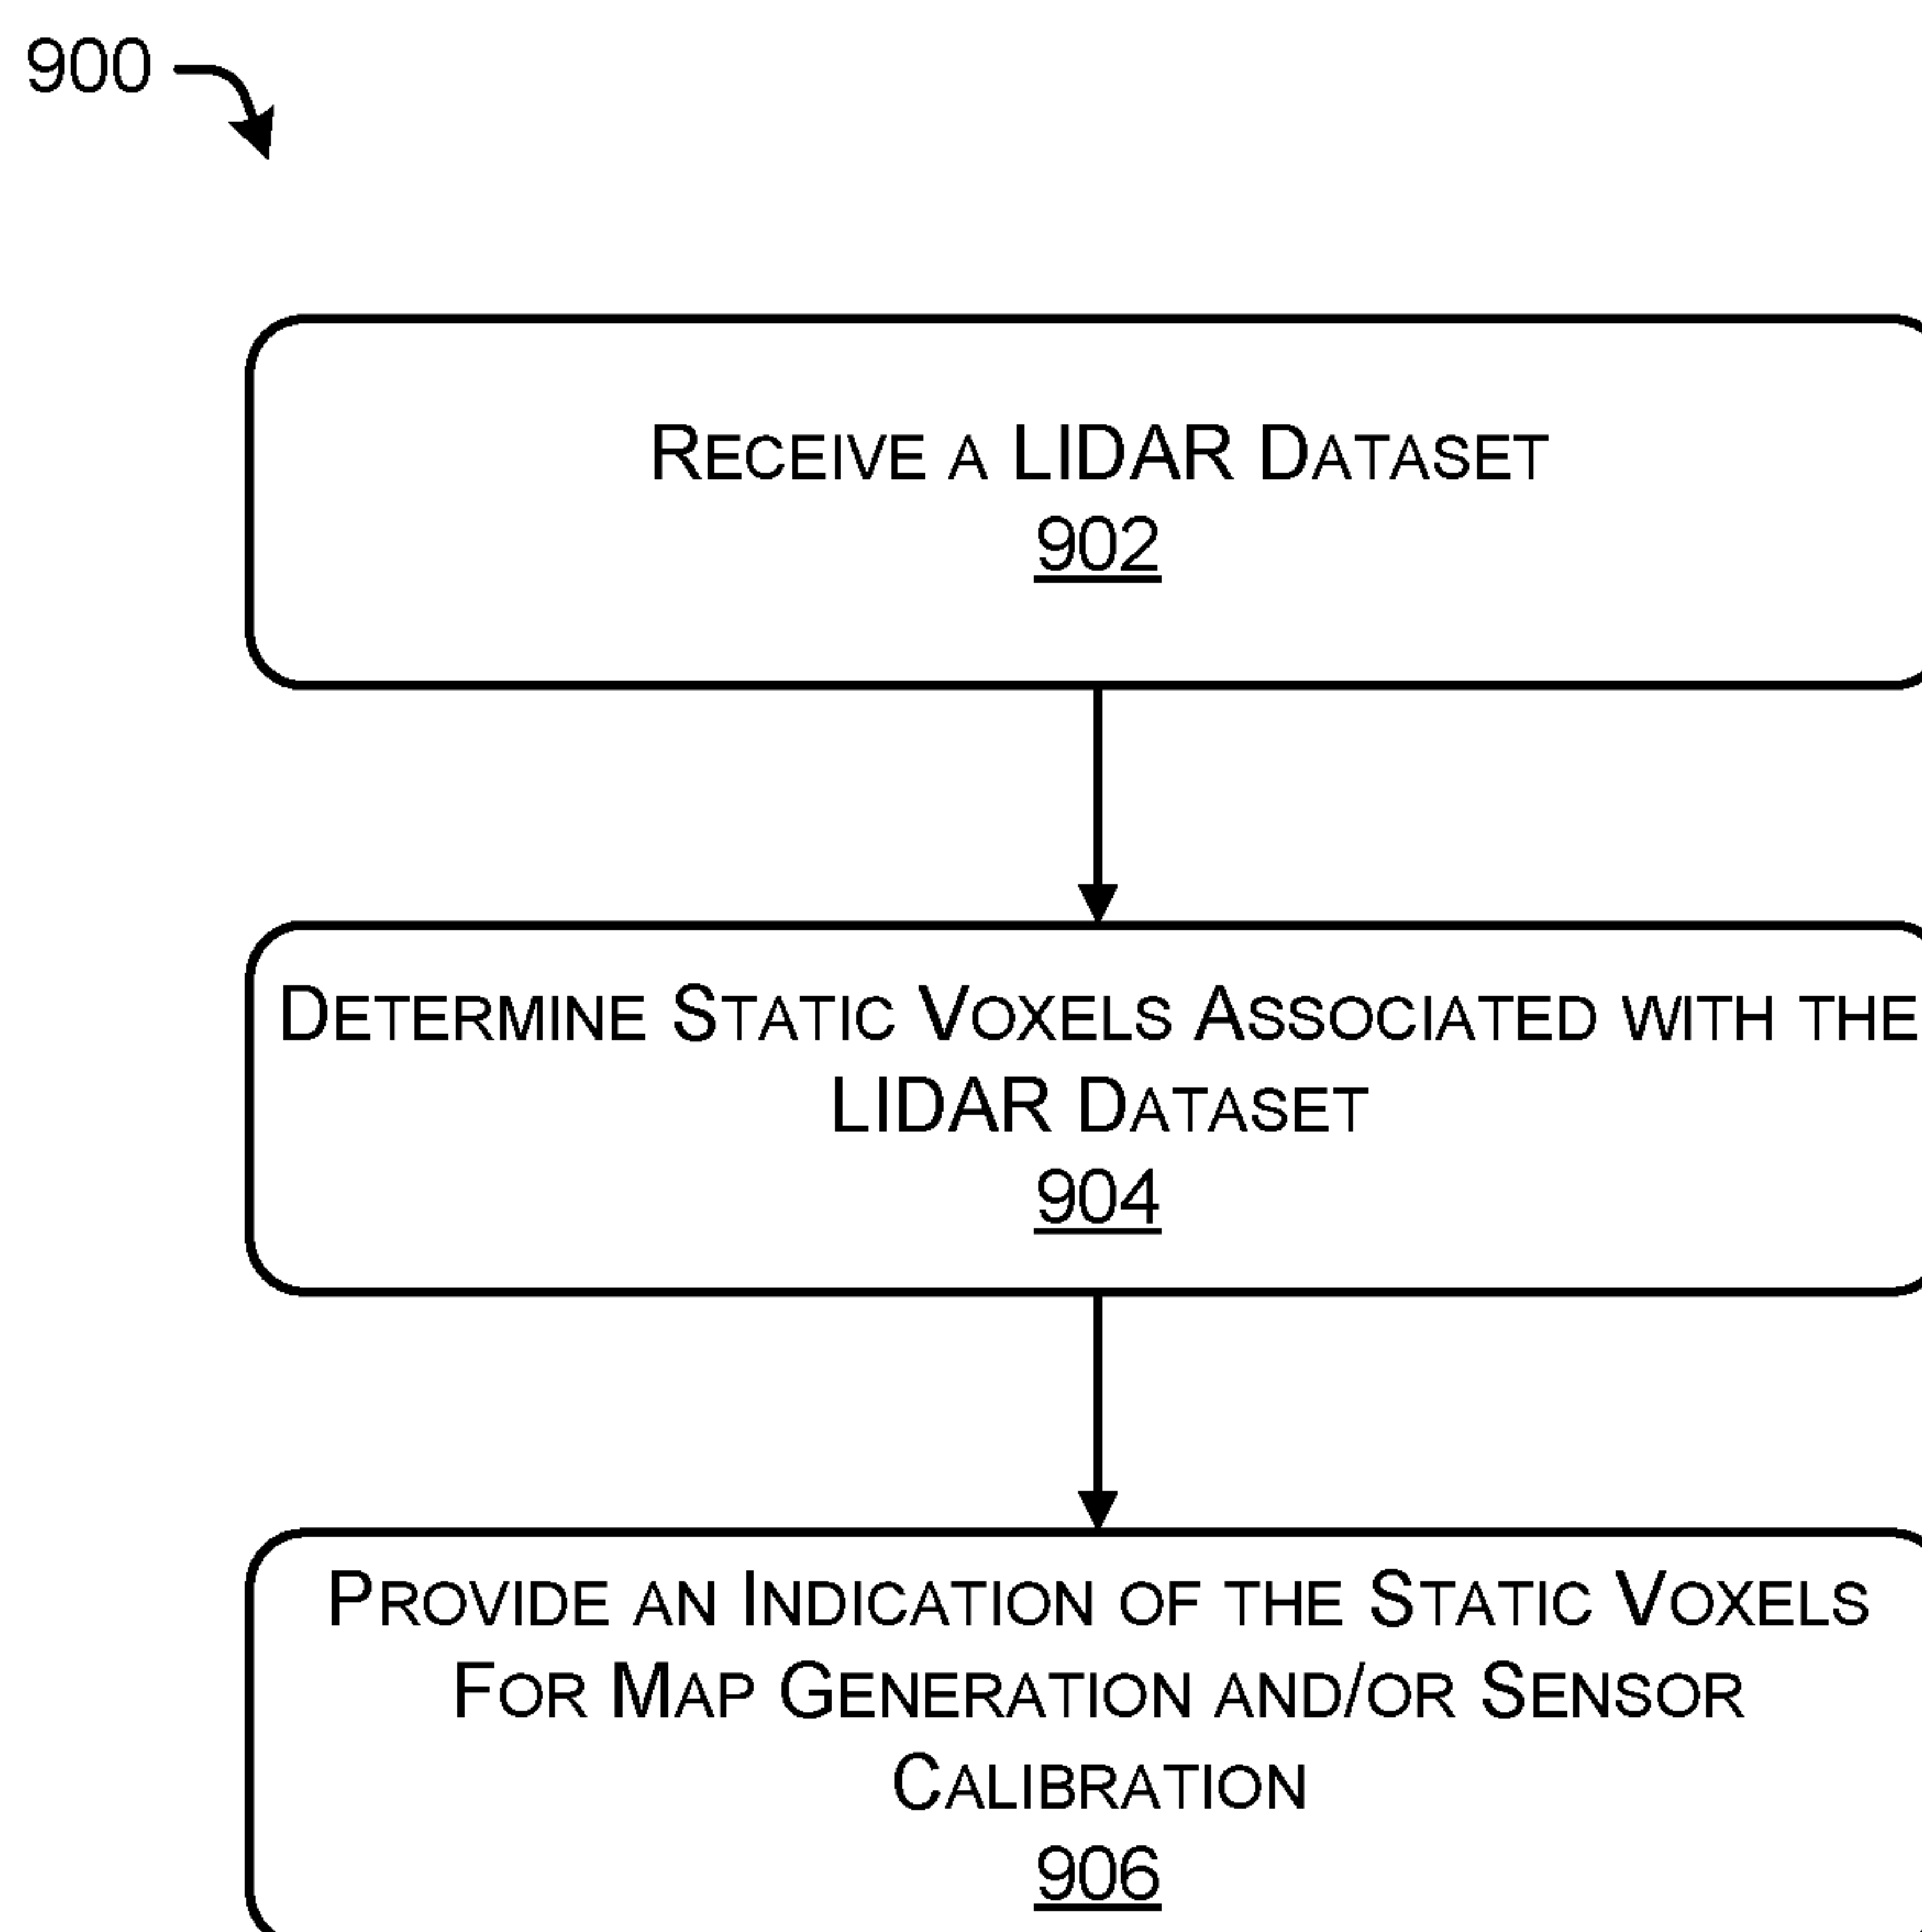 900
RECEIVE A LIDAR DATASET
902
DETERMINE STATIC VOXELS ASSOCIATED WITH THE
LIDAR DATASET
904
PROVIDE AN INDICATION OF THE STATIC VOXELS
FOR MAP GENERATION AND/OR SENSOR
CALIBRATION
906